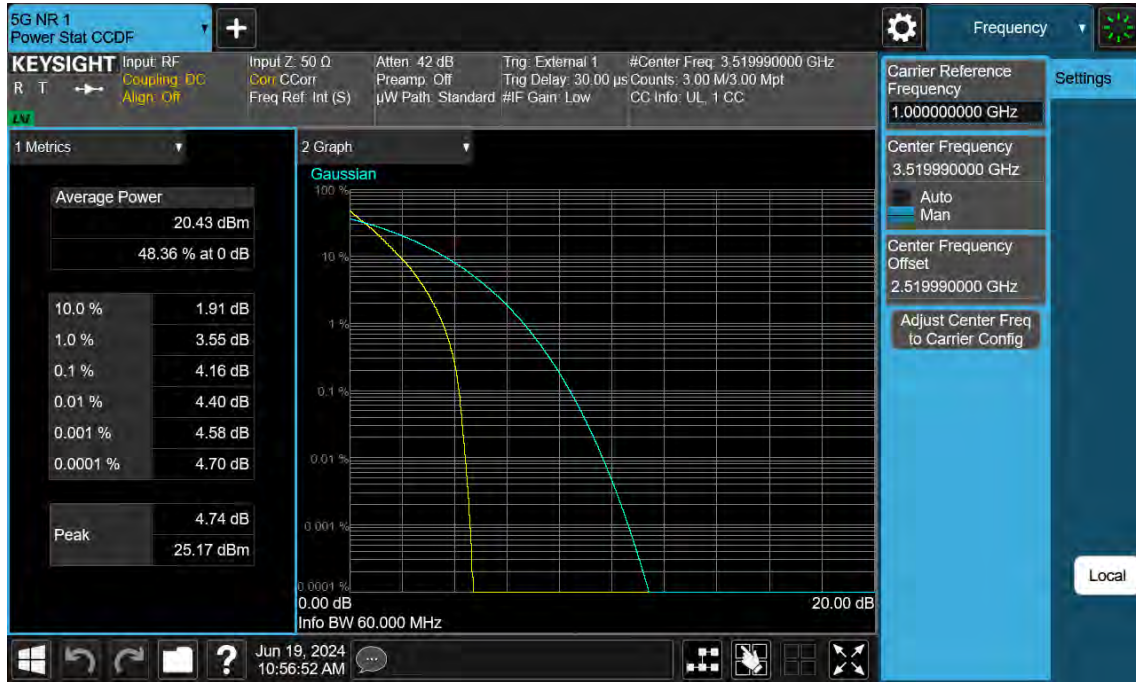 5G NR 1
Power Stat CCDF
+
Frequency
KEYSIGHT
R T
LXI
Input: RF
Coupling: DC
Align: Off
Input Z: 50 Ω
Corr CCorr
Freq Ref: Int (S)
Atten: 42 dB
Preamp: Off
µW Path: Standard
Trig: External 1
Trig Delay: 30.00 µs
#IF Gain: Low
#Center Freq: 3.519990000 GHz
Counts: 3.00 M/3.00 Mpt
CC Info: UL, 1 CC
1 Metrics
Average Power
20.43 dBm
48.36 % at 0 dB
10.0 % 1.91 dB
1.0 % 3.55 dB
0.1 % 4.16 dB
0.01 % 4.40 dB
0.001 % 4.58 dB
0.0001 % 4.70 dB
Peak
4.74 dB
25.17 dBm
2 Graph
Gaussian
100 %
10 %
1 %
0.1 %
0.01 %
0.001 %
0.0001 %
0.00 dB 20.00 dB
Info BW 60.000 MHz
Carrier Reference
Frequency
1.000000000 GHz
Center Frequency
3.519990000 GHz
Auto
Man
Center Frequency
Offset
2.519990000 GHz
Adjust Center Freq
to Carrier Config
Settings
Local
?
Jun 19, 2024
10:56:52 AM